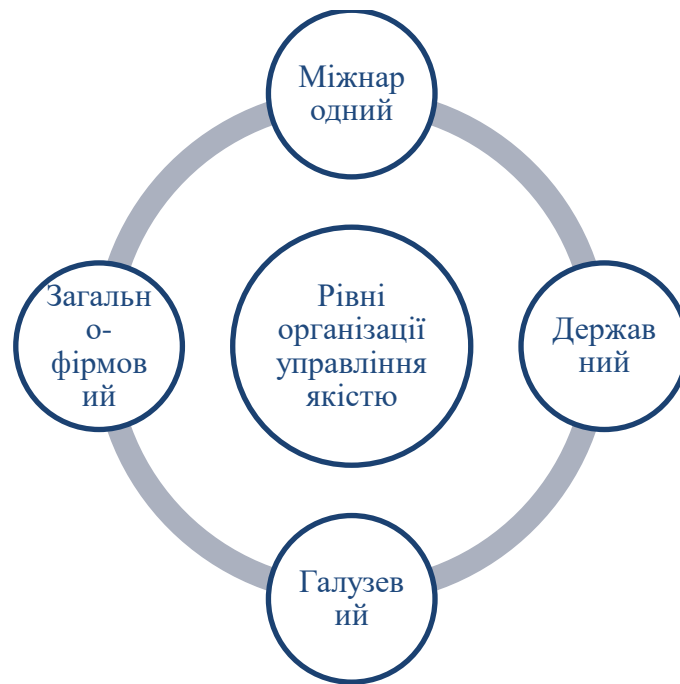 Міжнар
одний
Загальн
о-
фірмов
ий
Рівні
організації
управління
якістю
Держав
ний
Галузев
ий